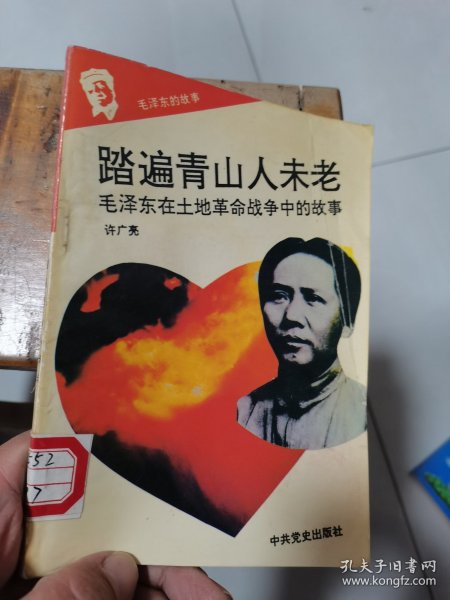 毛泽东的故事
踏遍青山人未老
毛泽东在土地革命战争中的故事
许广亮
552
7
中共党史出版社
孔夫子旧书网
www.kongfz.com